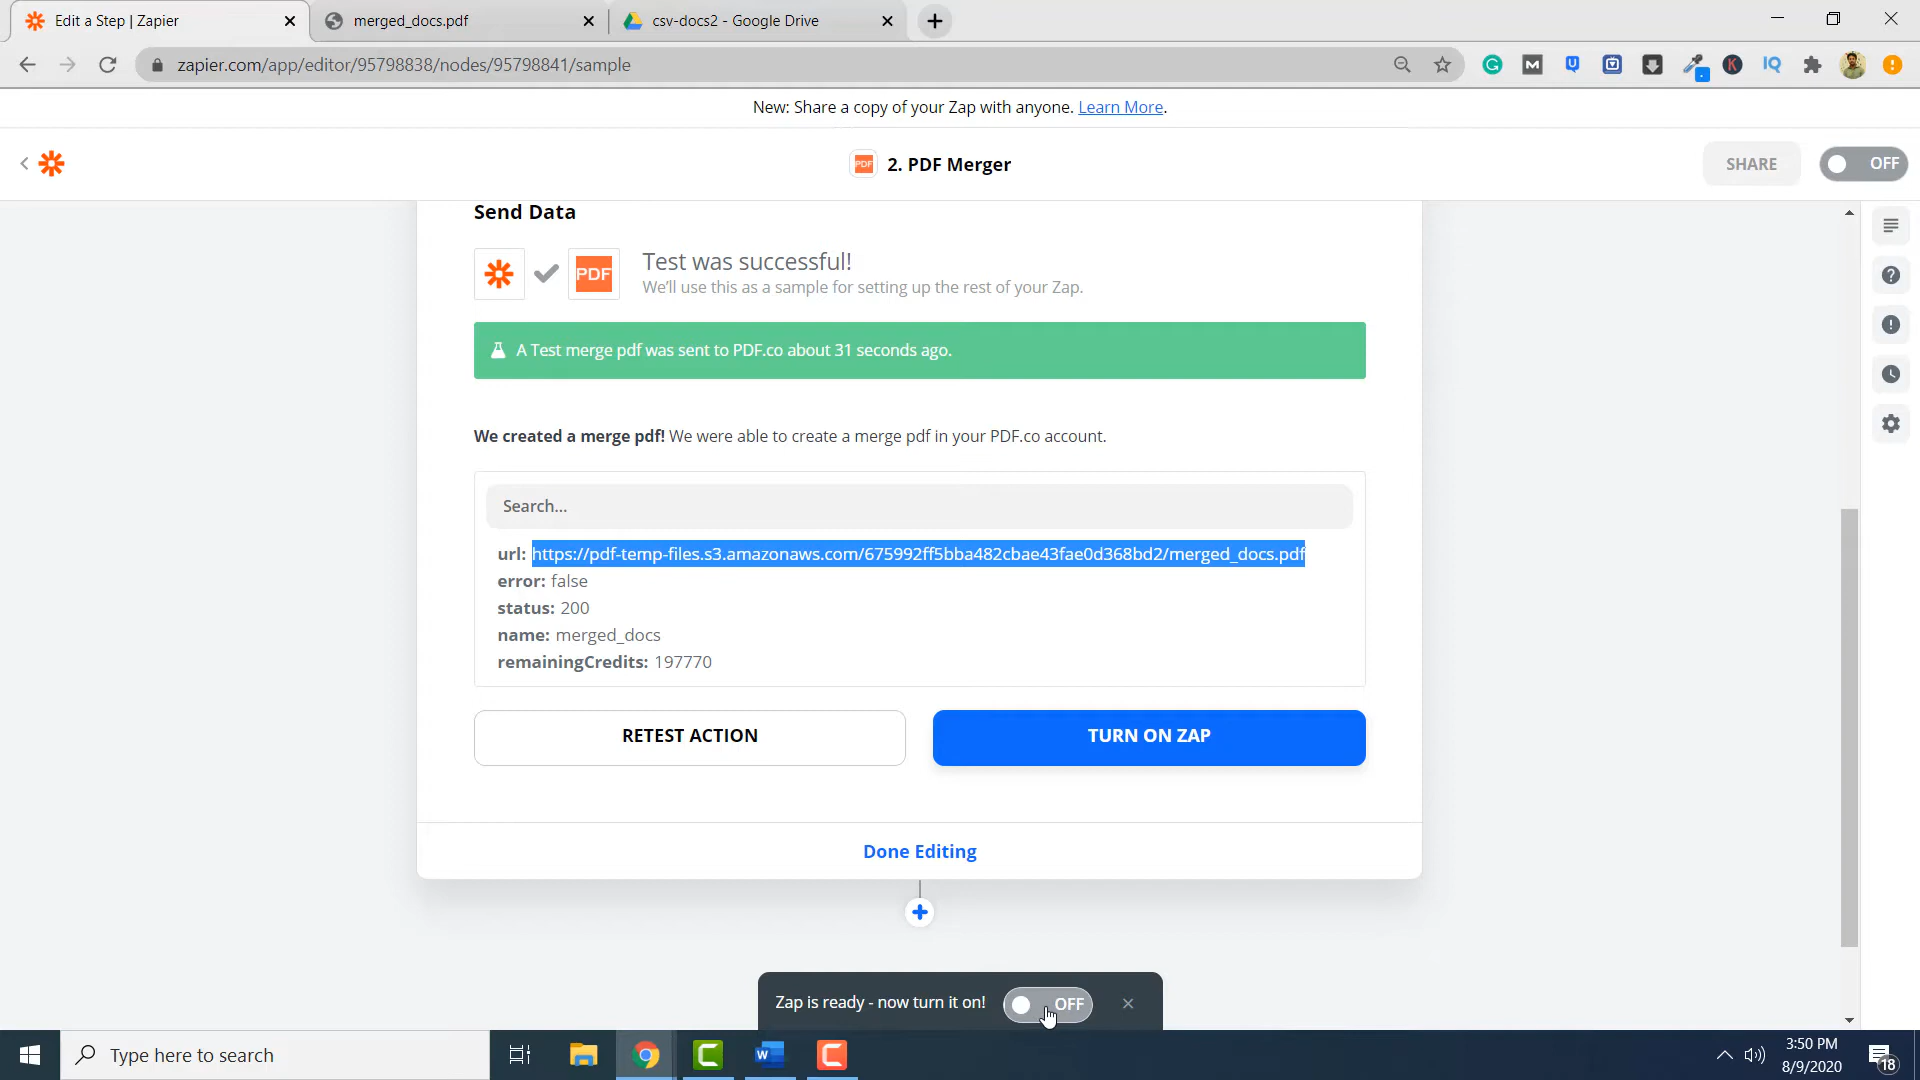 Edit a Step | Zapier
merged_docs.pdf
csv-docs2 - Google Drive
zapier.com/app/editor/95798838/nodes/95798841/sample
New: Share a copy of your Zap with anyone. Learn More.
PDF 2. PDF Merger
SHARE
OFF
Send Data
PDF
Test was successful!
We'll use this as a sample for setting up the rest of your Zap.
A Test merge pdf was sent to PDF.co about 31 seconds ago.
We created a merge pdf! We were able to create a merge pdf in your PDF.co account.
Search...
url: https://pdf-temp-files.s3.amazonaws.com/675992ff5bba482cbae43fae0d368bd2/merged_docs.pdf
error: false
status: 200
name: merged_docs
remainingCredits: 197770
RETEST ACTION
TURN ON ZAP
Done Editing
Zap is ready - now turn it on!
OFF
Type here to search
3:50 PM
8/9/2020
18